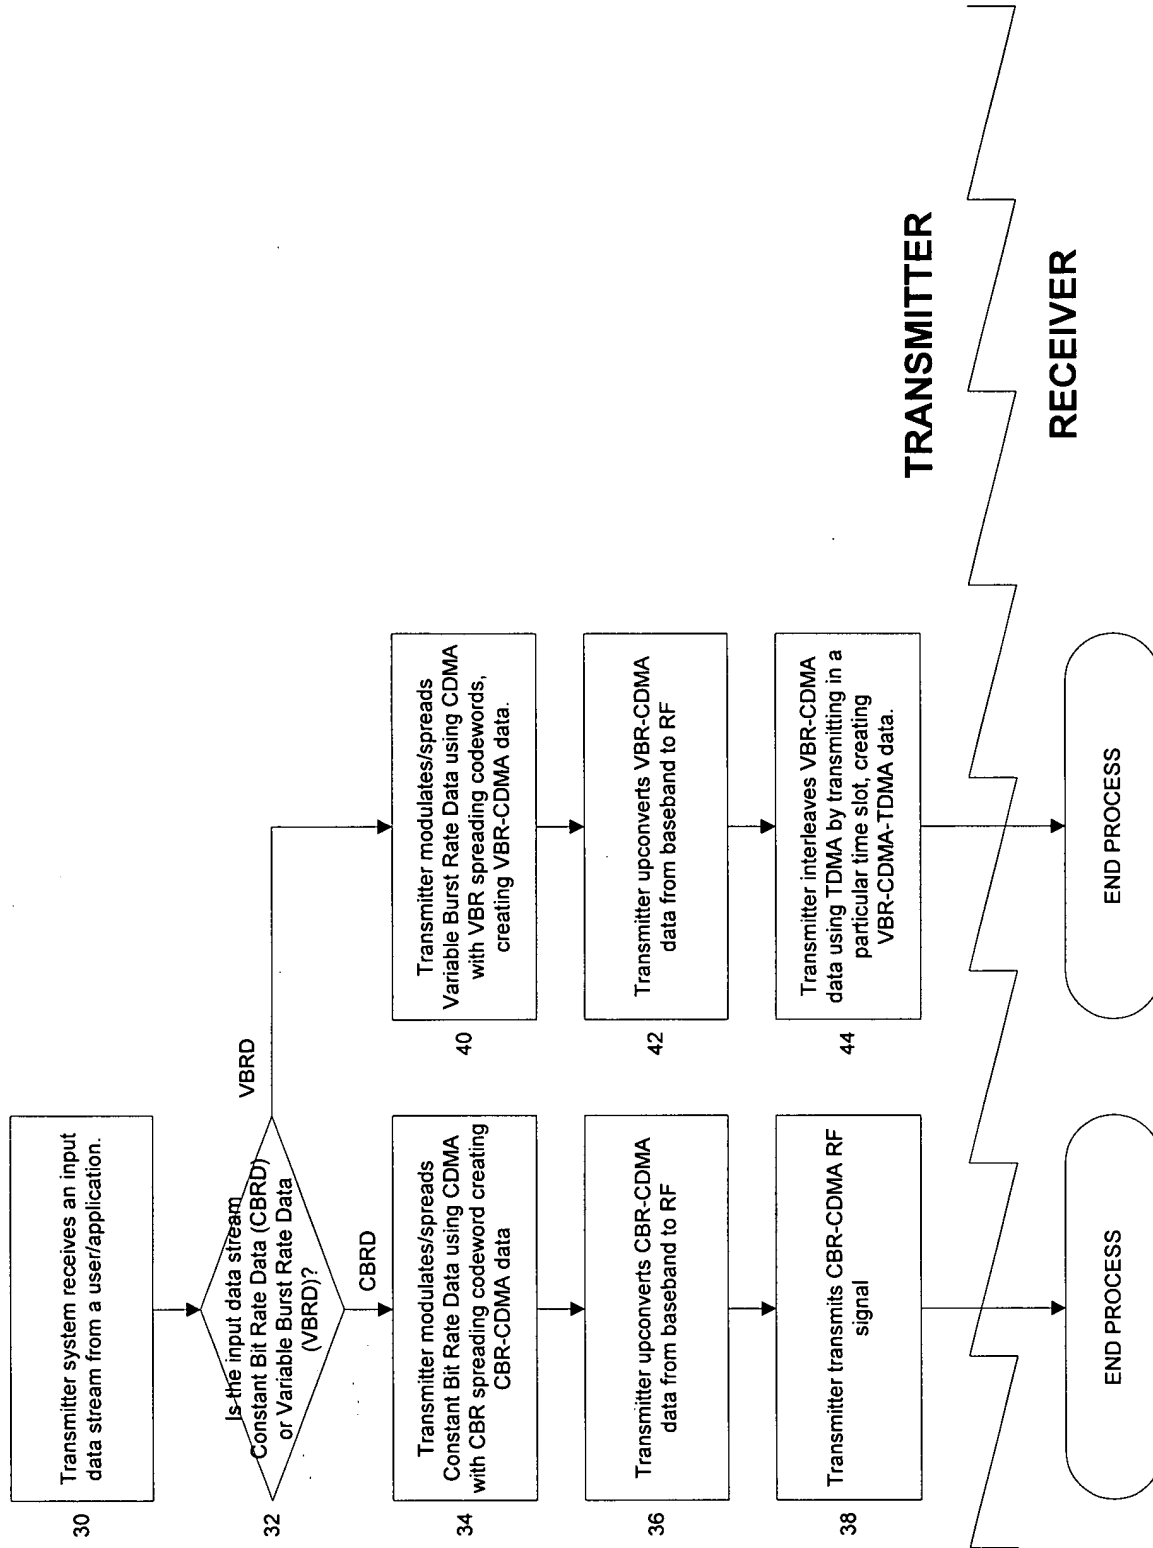 30
Transmitter system receives an input
data stream from a user/application.
32
Is the input data stream
Constant Bit Rate Data (CBRD)
or Variable Burst Rate Data
(VBRD)?
VBRD
CBRD
34
Transmitter modulates/spreads
Constant Bit Rate Data using CDMA
with CBR spreading codeword creating
CBR-CDMA data
40
Transmitter modulates/spreads
Variable Burst Rate Data using CDMA
with VBR spreading codewords,
creating VBR-CDMA data.
36
Transmitter upconverts CBR-CDMA
data from baseband to RF
42
Transmitter upconverts VBR-CDMA
data from baseband to RF
38
Transmitter transmits CBR-CDMA RF
signal
44
Transmitter interleaves VBR-CDMA
data using TDMA by transmitting in a
particular time slot, creating
VBR-CDMA-TDMA data.
TRANSMITTER
RECEIVER
END PROCESS
END PROCESS